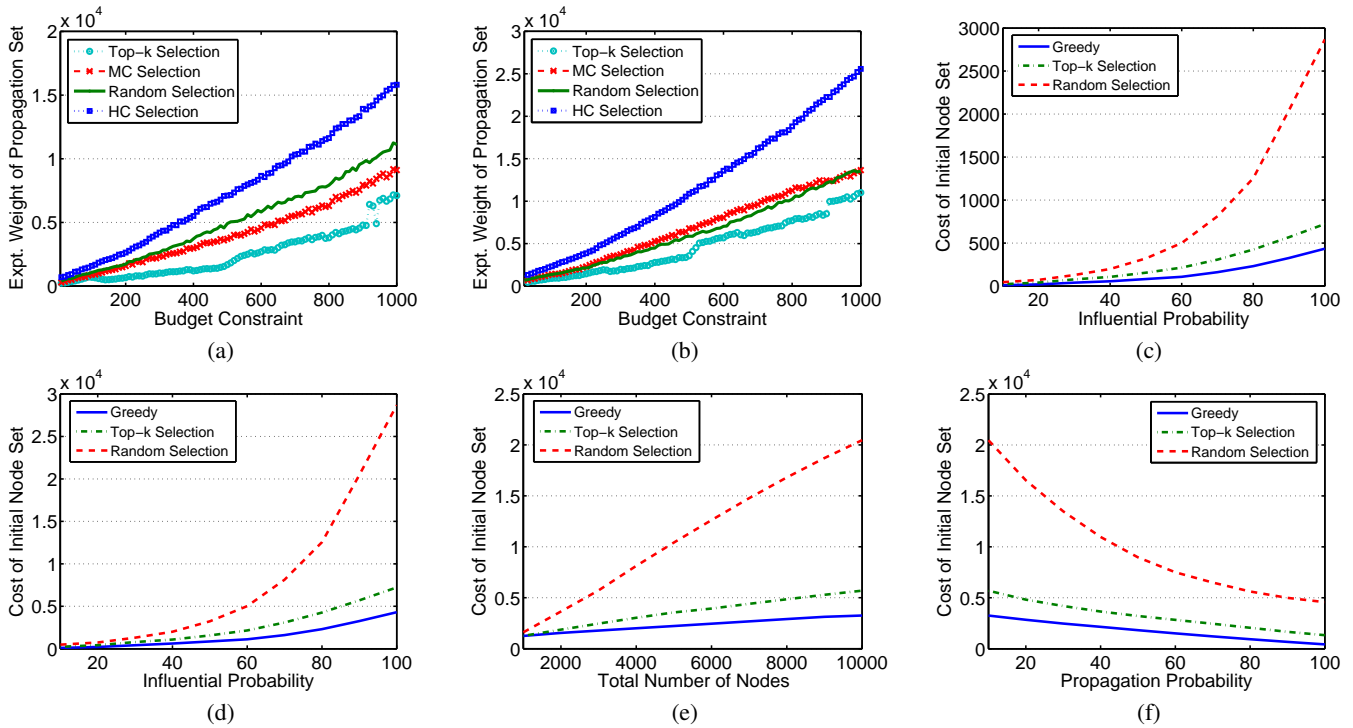 x 10^4
Expt. Weight of Propagation Set
2
1.5
1
0.5
0
200
400
600
800
1000
Top−k Selection
MC Selection
Random Selection
HC Selection
Budget Constraint
(a)
x 10^4
Expt. Weight of Propagation Set
3
2.5
2
1.5
1
0.5
0
200
400
600
800
1000
Top−k Selection
MC Selection
Random Selection
HC Selection
Budget Constraint
(b)
Cost of Initial Node Set
3000
2500
2000
1500
1000
500
0
20
40
60
80
100
Greedy
Top−k Selection
Random Selection
Influential Probability
(c)
x 10^4
Cost of Initial Node Set
3
2.5
2
1.5
1
0.5
0
20
40
60
80
100
Greedy
Top−k Selection
Random Selection
Influential Probability
(d)
x 10^4
Cost of Initial Node Set
2.5
2
1.5
1
0.5
0
2000
4000
6000
8000
10000
Greedy
Top−k Selection
Random Selection
Total Number of Nodes
(e)
x 10^4
Cost of Initial Node Set
2.5
2
1.5
1
0.5
0
20
40
60
80
100
Greedy
Top−k Selection
Random Selection
Propagation Probability
(f)